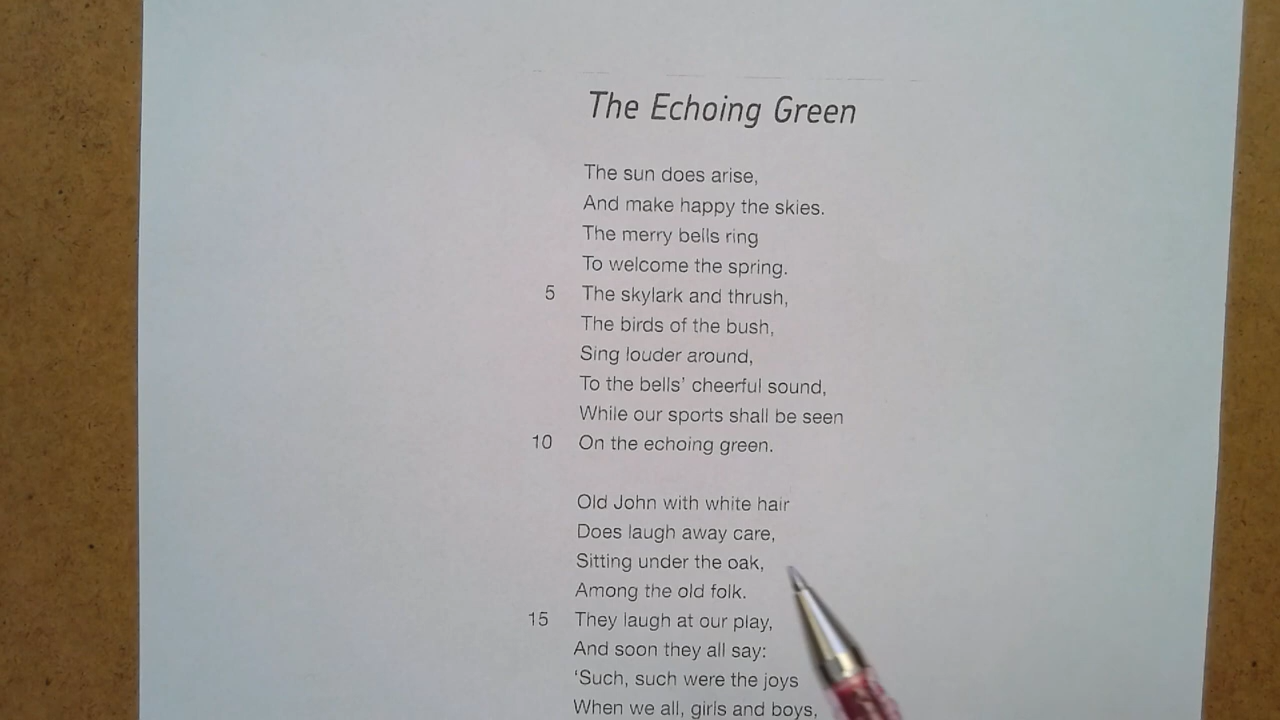 The Echoing Green
The sun does arise,
And make happy the skies.
The merry bells ring
To welcome the spring.
5 The skylark and thrush,
The birds of the bush,
Sing louder around,
To the bells’ cheerful sound,
While our sports shall be seen
10 On the echoing green.
Old John with white hair
Does laugh away care,
Sitting under the oak,
Among the old folk.
15 They laugh at our play,
And soon they all say:
‘Such, such were the joys
When we all, girls and boys,